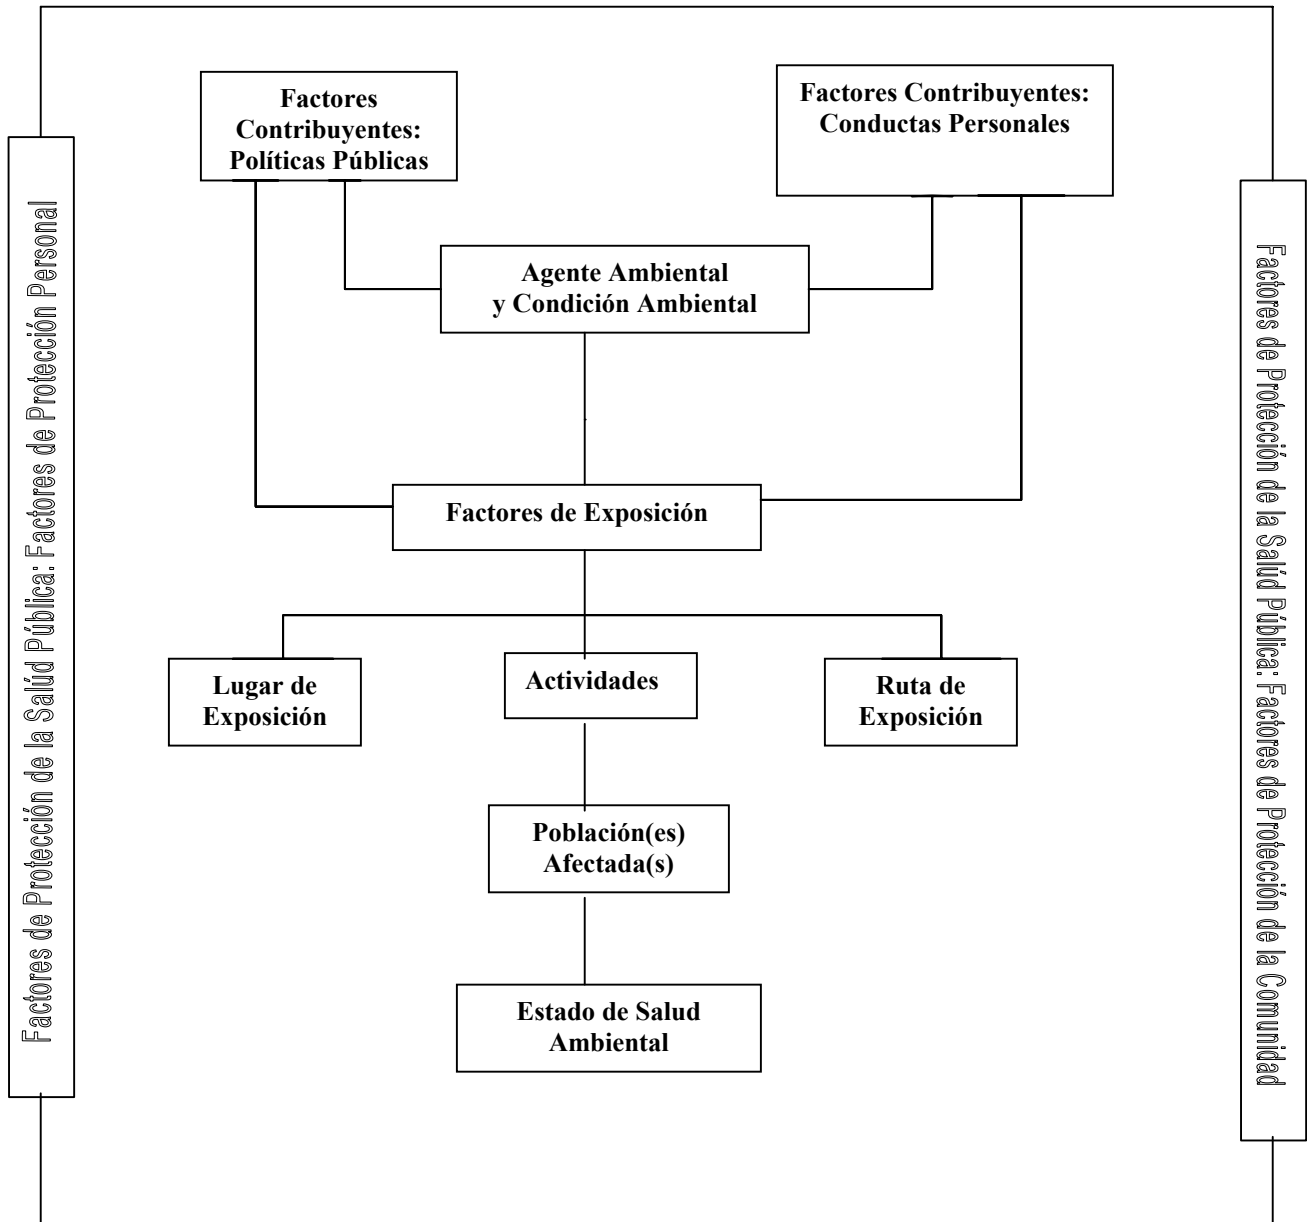 Factores
Contribuyentes:
Políticas Públicas
Factores Contribuyentes:
Conductas Personales
Agente Ambiental
y Condición Ambiental
Factores de Exposición
Lugar de
Exposición
Actividades
Ruta de
Exposición
Población(es)
Afectada(s)
Estado de Salud
Ambiental
Factores de Protección de la Salúd Pública: Factores de Protección Personal
Factores de Protección de la Salúd Pública: Factores de Protección de la Comunidad